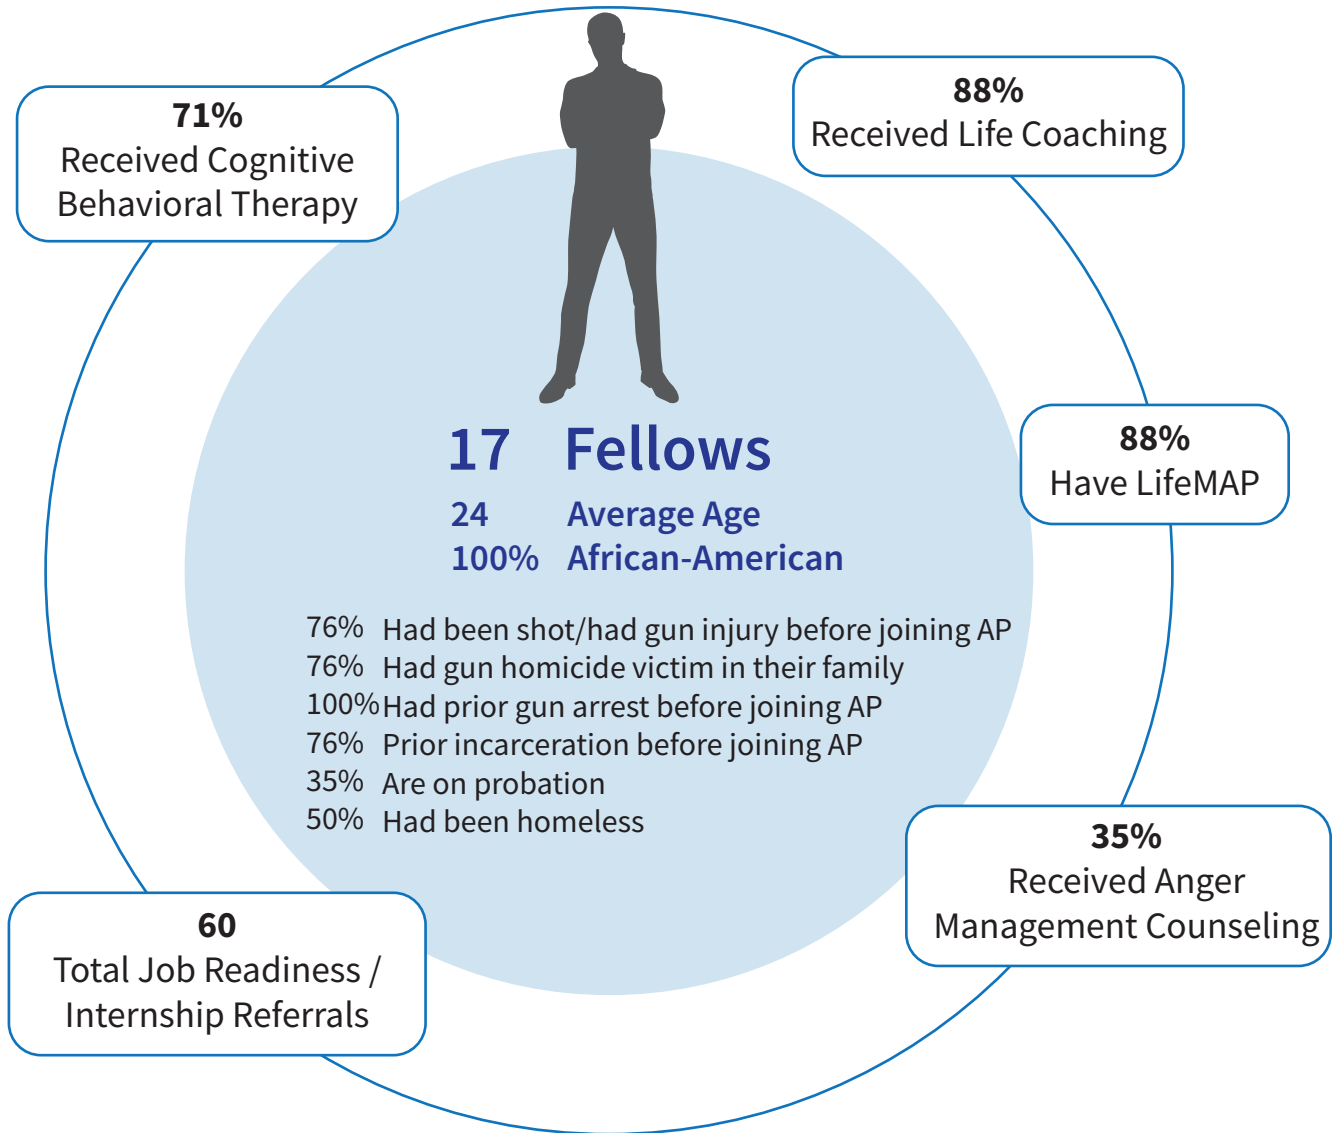 71%
Received Cognitive
Behavioral Therapy
88%
Received Life Coaching
88%
Have LifeMAP
17 Fellows
24 Average Age
100% African-American
76% Had been shot/had gun injury before joining AP
76% Had gun homicide victim in their family
100% Had prior gun arrest before joining AP
76% Prior incarceration before joining AP
35% Are on probation
50% Had been homeless
35%
Received Anger
Management Counseling
60
Total Job Readiness /
Internship Referrals